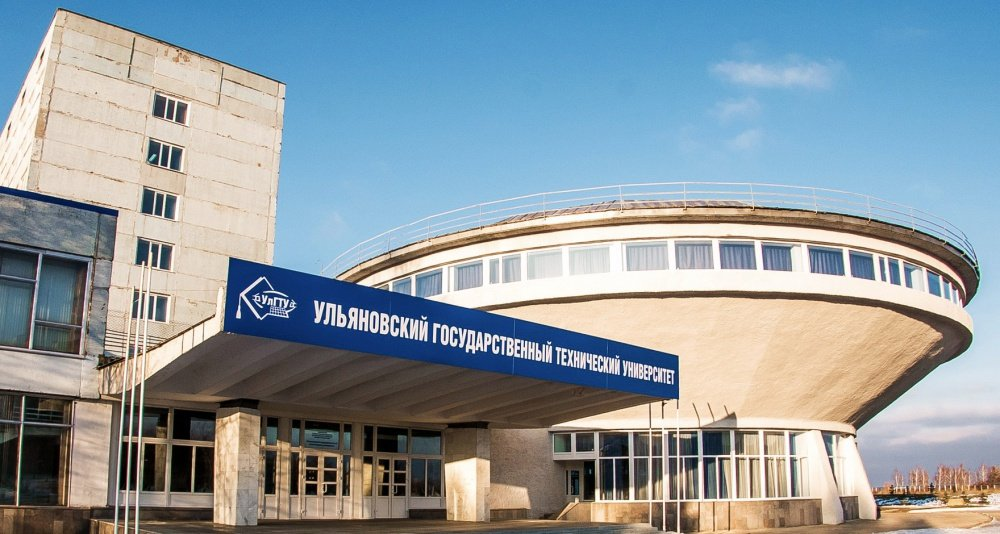 УлГТУ
УЛЬЯНОВСКИЙ ГОСУДАРСТВЕННЫЙ ТЕХНИЧЕСКИЙ УНИВЕРСИТЕТ